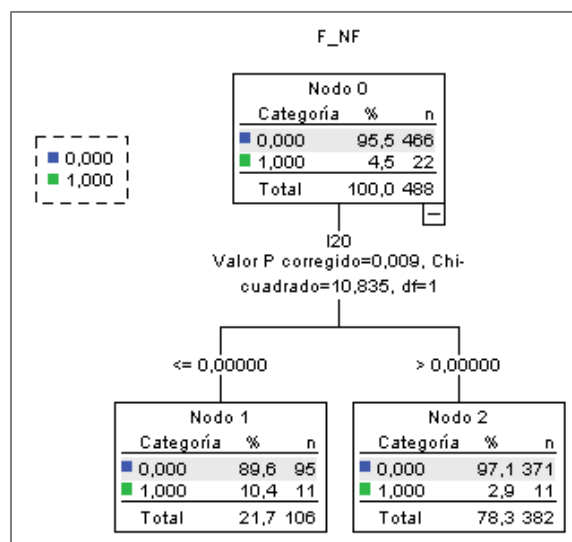 F_NF
Nodo 0
Categoría % n
0,000 95,5 466
1,000 4,5 22
Total 100,0 488
0,000
1,000
I20
Valor P corregido=0,009, Chi-
cuadrado=10,835, df=1
<= 0,00000
> 0,00000
Nodo 1
Categoría % n
0,000 89,6 95
1,000 10,4 11
Total 21,7 106
Nodo 2
Categoría % n
0,000 97,1 371
1,000 2,9 11
Total 78,3 382